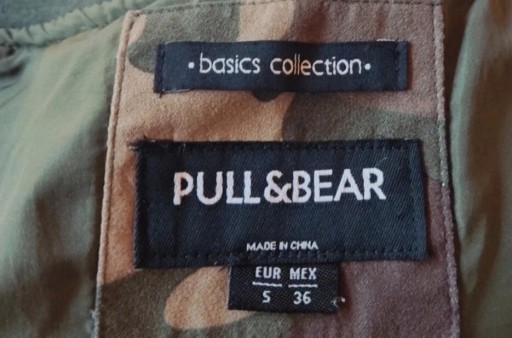 • basics collection •
PULL&BEAR
MADE IN CHINA
EUR MEX
S 36